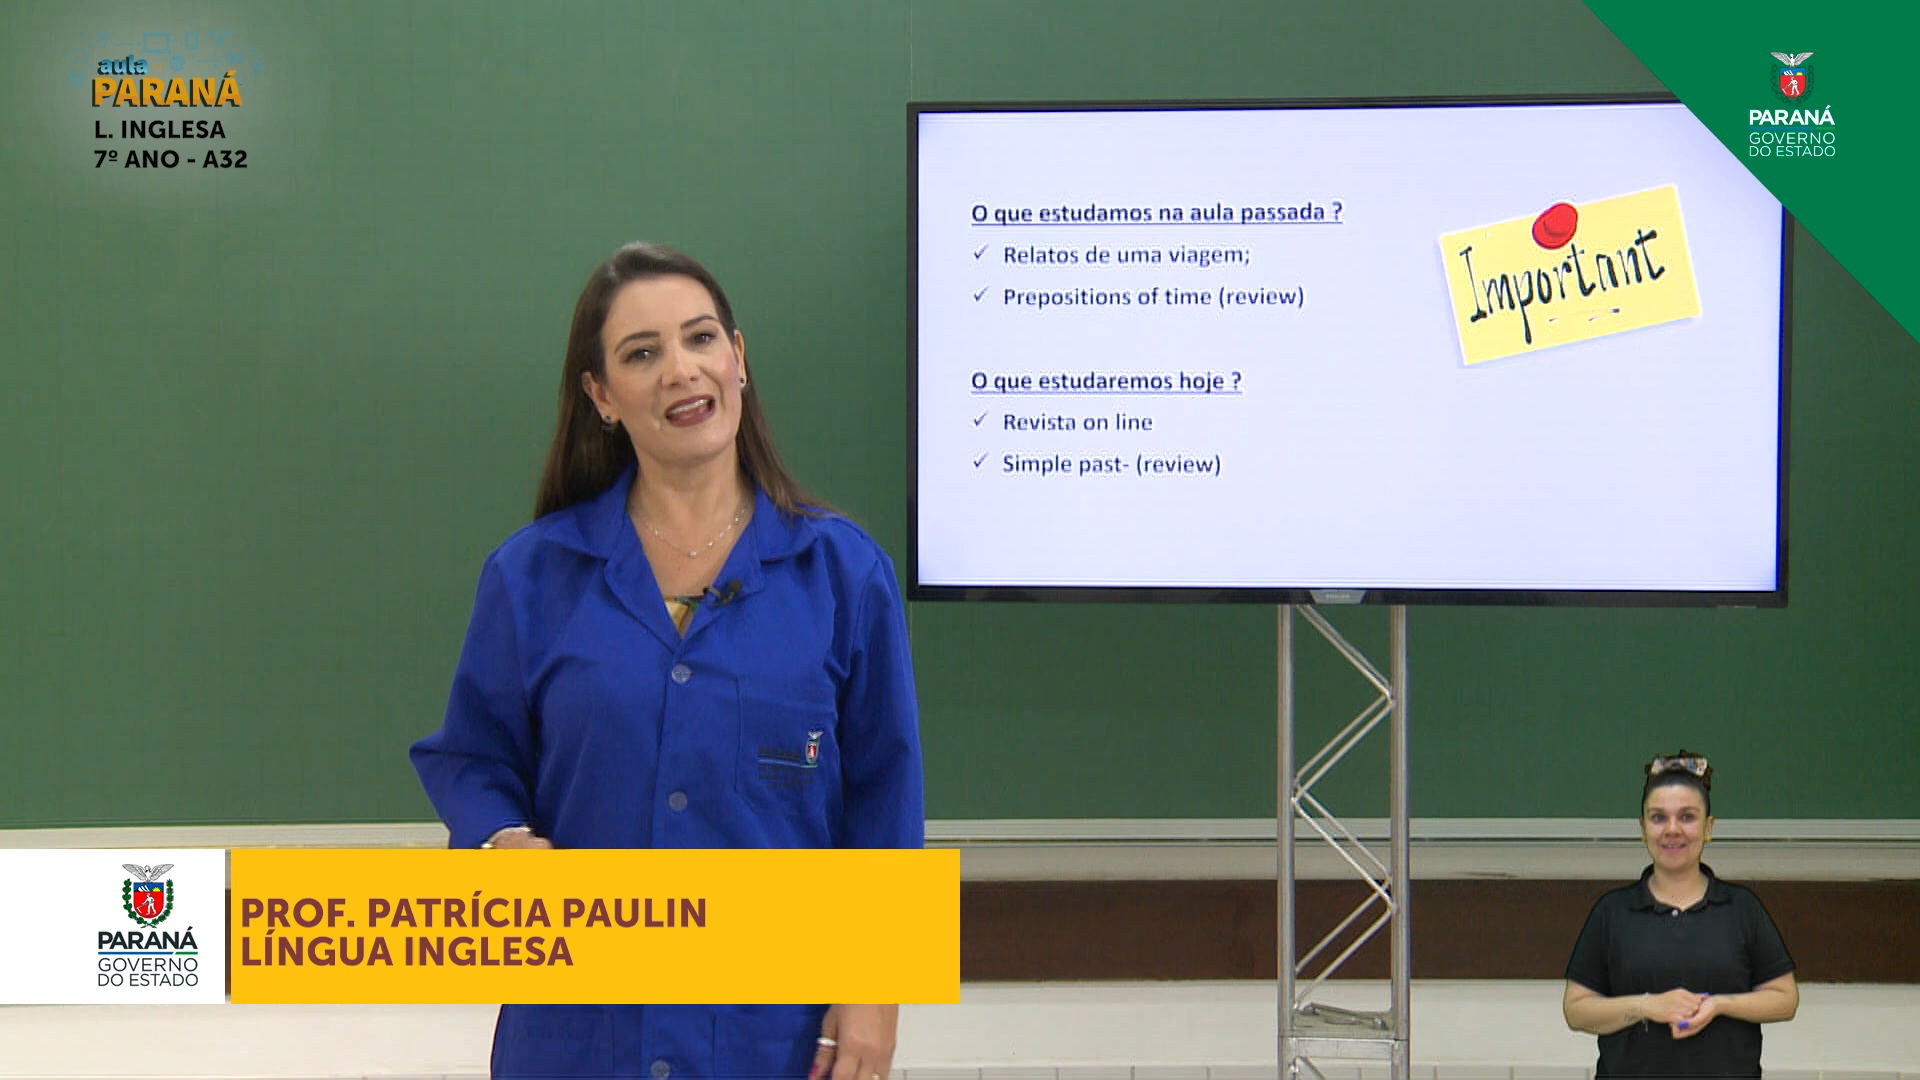 aula
PARANÁ
L. INGLESA
7º ANO - A32
PARANÁ
GOVERNO
DO ESTADO
O que estudamos na aula passada ?
✓ Relatos de uma viagem;
✓ Prepositions of time (review)
Important
O que estudaremos hoje ?
✓ Revista on line
✓ Simple past- (review)
PARANÁ
GOVERNO
DO ESTADO
PROF. PATRÍCIA PAULIN
LÍNGUA INGLESA